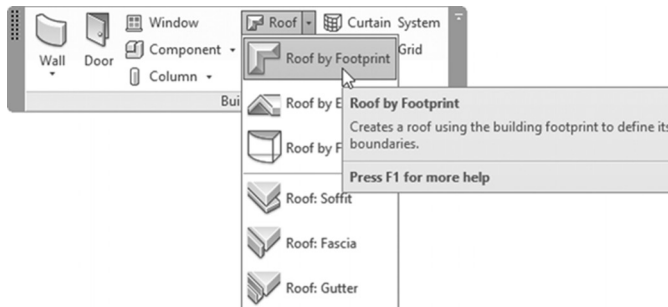 Window
Roof
Curtain System
Component
Grid
Wall
Door
Column
Bui
Roof by Footprint
Roof by E
Roof by F
Roof by Footprint
Creates a roof using the building footprint to define its
boundaries.
Press F1 for more help
Roof: Soffit
Roof: Fascia
Roof: Gutter